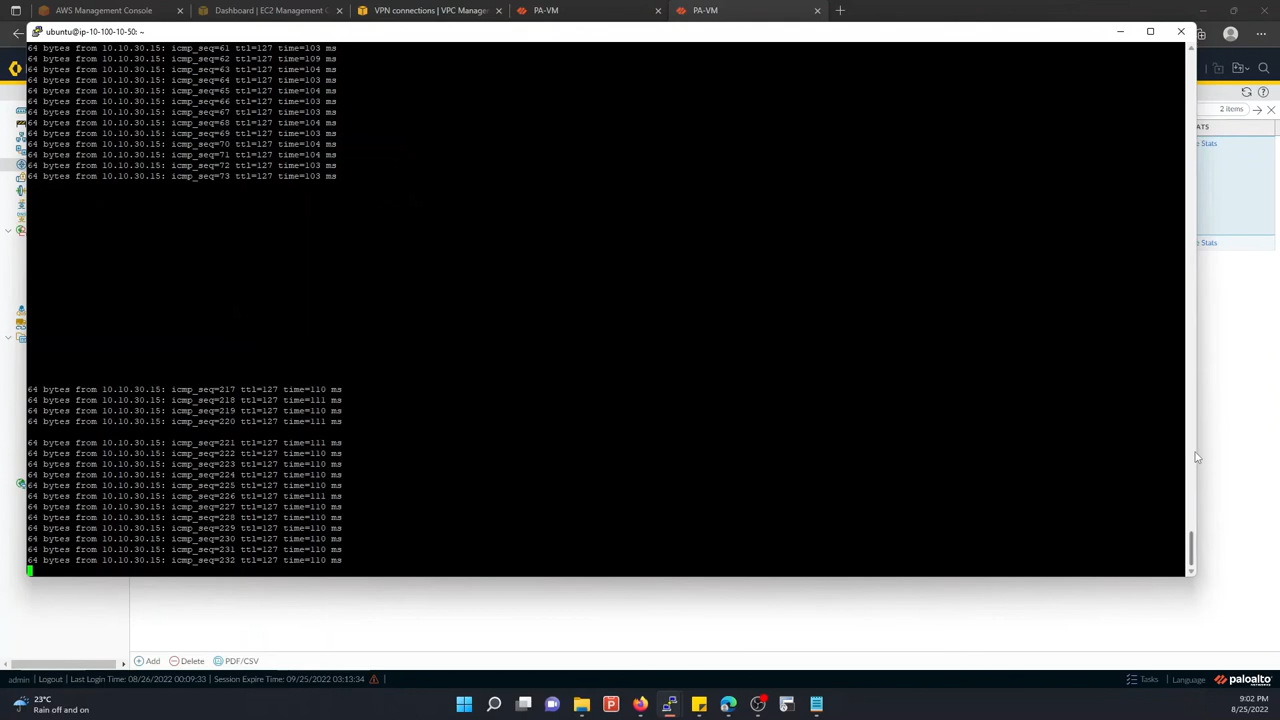 AWS Management Console
Dashboard | EC2 Management C
VPN connections | VPC Manage
PA-VM
PA-VM
ubuntu@ip-10-100-10-50: ~
64 bytes from 10.10.30.15: icmp_seq=61 ttl=127 time=103 ms
64 bytes from 10.10.30.15: icmp_seq=62 ttl=127 time=109 ms
64 bytes from 10.10.30.15: icmp_seq=63 ttl=127 time=104 ms
64 bytes from 10.10.30.15: icmp_seq=64 ttl=127 time=103 ms
64 bytes from 10.10.30.15: icmp_seq=65 ttl=127 time=104 ms
64 bytes from 10.10.30.15: icmp_seq=66 ttl=127 time=103 ms
64 bytes from 10.10.30.15: icmp_seq=67 ttl=127 time=103 ms
64 bytes from 10.10.30.15: icmp_seq=68 ttl=127 time=104 ms
64 bytes from 10.10.30.15: icmp_seq=69 ttl=127 time=103 ms
64 bytes from 10.10.30.15: icmp_seq=70 ttl=127 time=104 ms
64 bytes from 10.10.30.15: icmp_seq=71 ttl=127 time=104 ms
64 bytes from 10.10.30.15: icmp_seq=72 ttl=127 time=103 ms
64 bytes from 10.10.30.15: icmp_seq=73 ttl=127 time=103 ms
64 bytes from 10.10.30.15: icmp_seq=217 ttl=127 time=110 ms
64 bytes from 10.10.30.15: icmp_seq=218 ttl=127 time=111 ms
64 bytes from 10.10.30.15: icmp_seq=219 ttl=127 time=110 ms
64 bytes from 10.10.30.15: icmp_seq=220 ttl=127 time=111 ms
64 bytes from 10.10.30.15: icmp_seq=221 ttl=127 time=111 ms
64 bytes from 10.10.30.15: icmp_seq=222 ttl=127 time=110 ms
64 bytes from 10.10.30.15: icmp_seq=223 ttl=127 time=110 ms
64 bytes from 10.10.30.15: icmp_seq=224 ttl=127 time=110 ms
64 bytes from 10.10.30.15: icmp_seq=225 ttl=127 time=110 ms
64 bytes from 10.10.30.15: icmp_seq=226 ttl=127 time=111 ms
64 bytes from 10.10.30.15: icmp_seq=227 ttl=127 time=110 ms
64 bytes from 10.10.30.15: icmp_seq=228 ttl=127 time=110 ms
64 bytes from 10.10.30.15: icmp_seq=229 ttl=127 time=110 ms
64 bytes from 10.10.30.15: icmp_seq=230 ttl=127 time=110 ms
64 bytes from 10.10.30.15: icmp_seq=231 ttl=127 time=110 ms
64 bytes from 10.10.30.15: icmp_seq=232 ttl=127 time=110 ms
2 items
ATS
e Stats
e Stats
Add
Delete
PDF/CSV
admin | Logout | Last Login Time: 08/26/2022 00:09:33 | Session Expire Time: 09/25/2022 03:13:34
Tasks | Language
paloalto
NETWORKS
23°C
Rain off and on
9:02 PM
8/25/2022